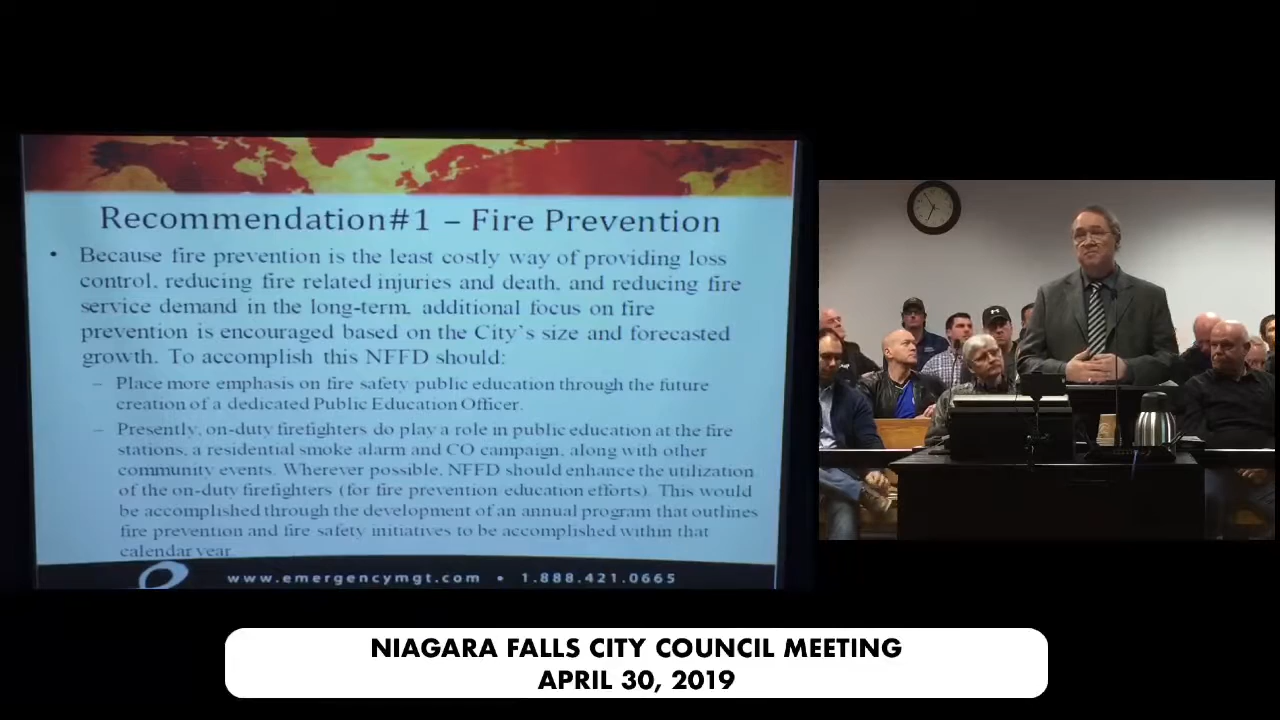 Recommendation#1 – Fire Prevention
• Because fire prevention is the least costly way of providing loss
control, reducing fire related injuries and death, and reducing fire
service demand in the long-term, additional focus on fire
prevention is encouraged based on the City's size and forecasted
growth. To accomplish this NFFD should:
– Place more emphasis on fire safety public education through the future
creation of a dedicated Public Education Officer.
– Presently, on-duty firefighters do play a role in public education at the fire
stations, a residential smoke alarm and CO campaign, along with other
community events. Wherever possible, NFFD should enhance the utilization
of the on-duty firefighters (for fire prevention education efforts). This would
be accomplished through the development of an annual program that outlines
fire prevention and fire safety initiatives to be accomplished within that
calendar year.
www.emergencymgt.com • 1.888.421.0665
NIAGARA FALLS CITY COUNCIL MEETING
APRIL 30, 2019